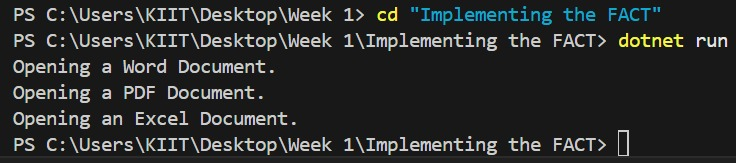 PS C:\Users\KIIT\Desktop\Week 1> cd "Implementing the FACT"
PS C:\Users\KIIT\Desktop\Week 1\Implementing the FACT> dotnet run
Opening a Word Document.
Opening a PDF Document.
Opening an Excel Document.
PS C:\Users\KIIT\Desktop\Week 1\Implementing the FACT>